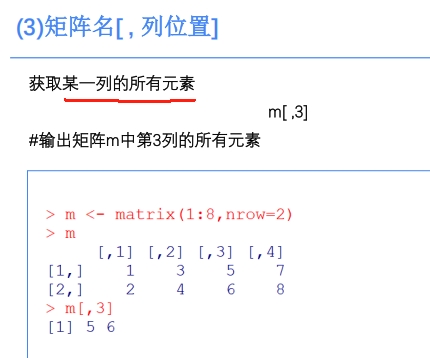 (3)矩阵名[ , 列位置]
获取某一列的所有元素
m[ ,3]
#输出矩阵m中第3列的所有元素
> m <- matrix(1:8,nrow=2)
> m
     [,1] [,2] [,3] [,4]
[1,]    1    3    5    7
[2,]    2    4    6    8
> m[,3]
[1] 5 6